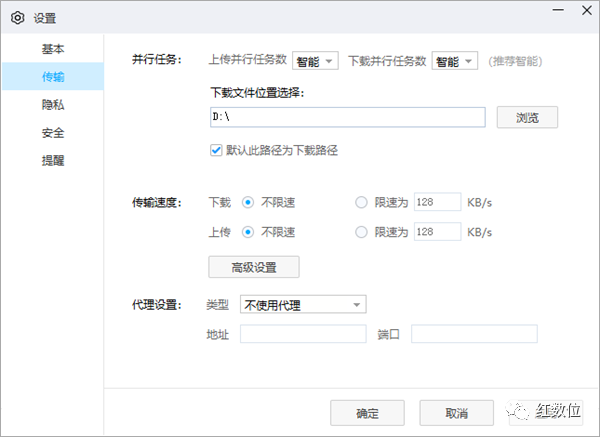 设置
基本
传输
隐私
安全
提醒
并行任务: 上传并行任务数 智能 下载并行任务数 智能 (推荐智能)
下载文件位置选择:
D:\ 浏览
默认此路径为下载路径
传输速度: 下载 不限速 限速为 128 KB/s
上传 不限速 限速为 128 KB/s
高级设置
代理设置: 类型 不使用代理
地址 端口
确定 取消 红数位